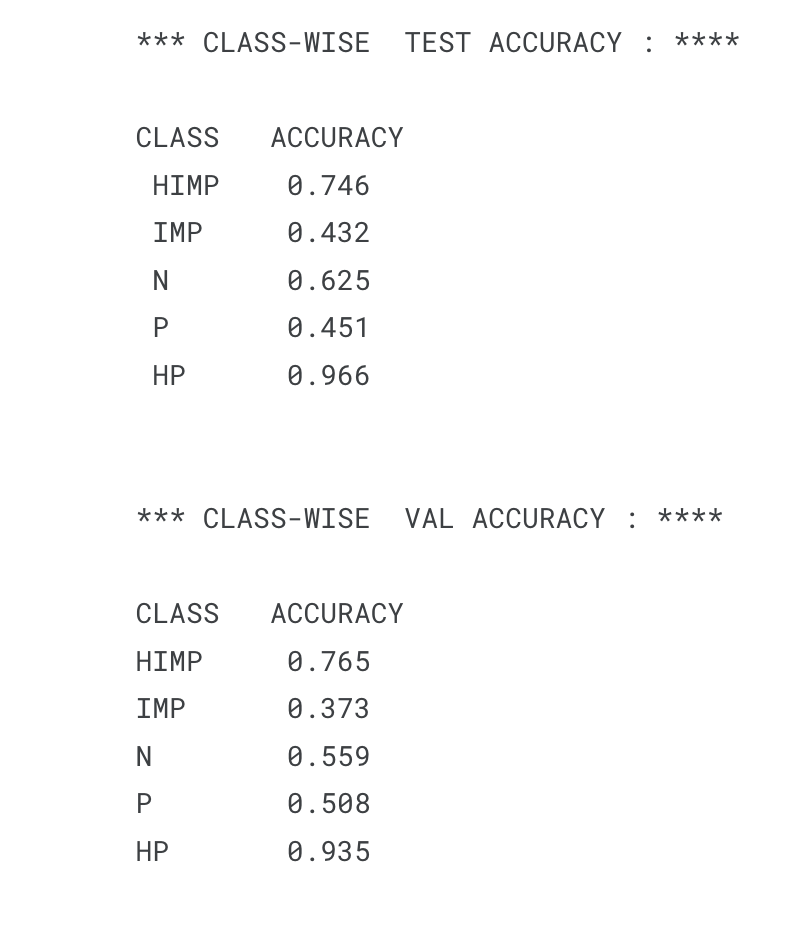 *** CLASS-WISE  TEST ACCURACY : ****
CLASS   ACCURACY
HIMP    0.746
IMP     0.432
N       0.625
P       0.451
HP      0.966
*** CLASS-WISE  VAL ACCURACY : ****
CLASS   ACCURACY
HIMP     0.765
IMP      0.373
N        0.559
P        0.508
HP       0.935